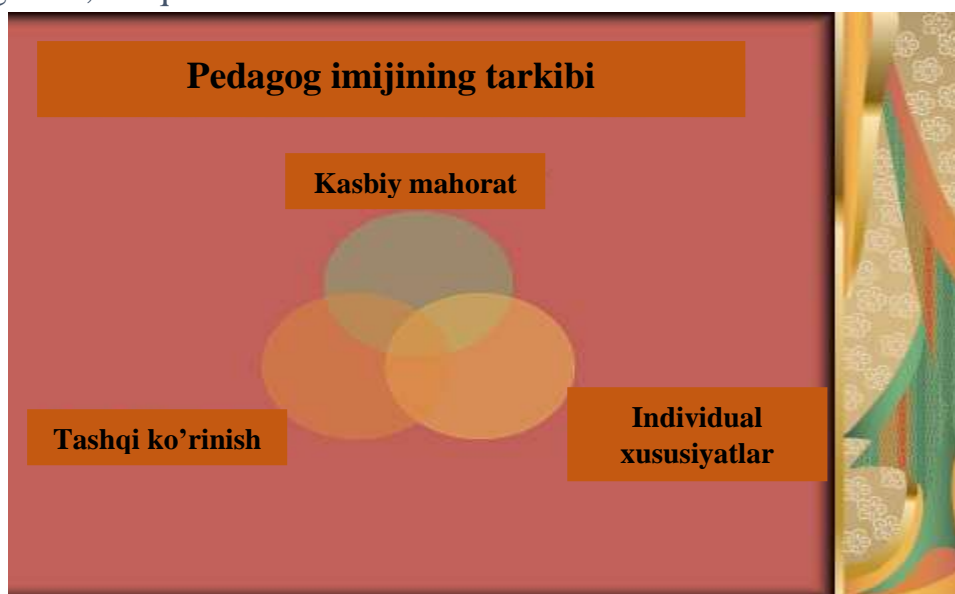 Pedagog imijining tarkibi
Kasbiy mahorat
Tashqi ko’rinish
Individual
xususiyatlar